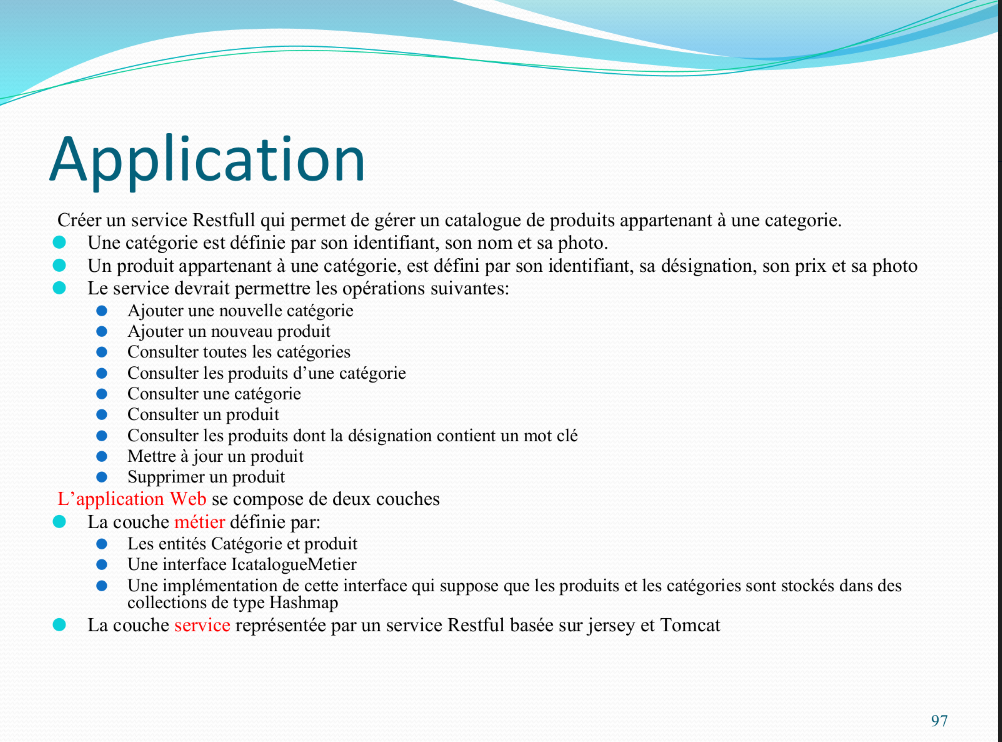 Application
Créer un service Restfull qui permet de gérer un catalogue de produits appartenant à une categorie.
Une catégorie est définie par son identifiant, son nom et sa photo.
Un produit appartenant à une catégorie, est défini par son identifiant, sa désignation, son prix et sa photo
Le service devrait permettre les opérations suivantes:
Ajouter une nouvelle catégorie
Ajouter un nouveau produit
Consulter toutes les catégories
Consulter les produits d’une catégorie
Consulter une catégorie
Consulter un produit
Consulter les produits dont la désignation contient un mot clé
Mettre à jour un produit
Supprimer un produit
L’application Web se compose de deux couches
La couche métier définie par:
Les entités Catégorie et produit
Une interface IcatalogueMetier
Une implémentation de cette interface qui suppose que les produits et les catégories sont stockés dans des
collections de type Hashmap
La couche service représentée par un service Restful basée sur jersey et Tomcat
97